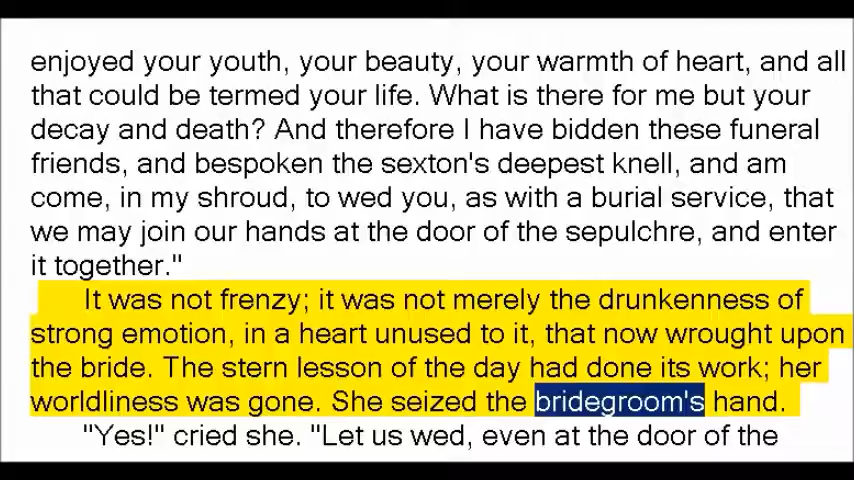 enjoyed your youth, your beauty, your warmth of heart, and all
that could be termed your life. What is there for me but your
decay and death? And therefore I have bidden these funeral
friends, and bespoken the sexton's deepest knell, and am
come, in my shroud, to wed you, as with a burial service, that
we may join our hands at the door of the sepulchre, and enter
it together."
It was not frenzy; it was not merely the drunkenness of
strong emotion, in a heart unused to it, that now wrought upon
the bride. The stern lesson of the day had done its work; her
worldliness was gone. She seized the bridegroom's hand.
"Yes!" cried she. "Let us wed, even at the door of the